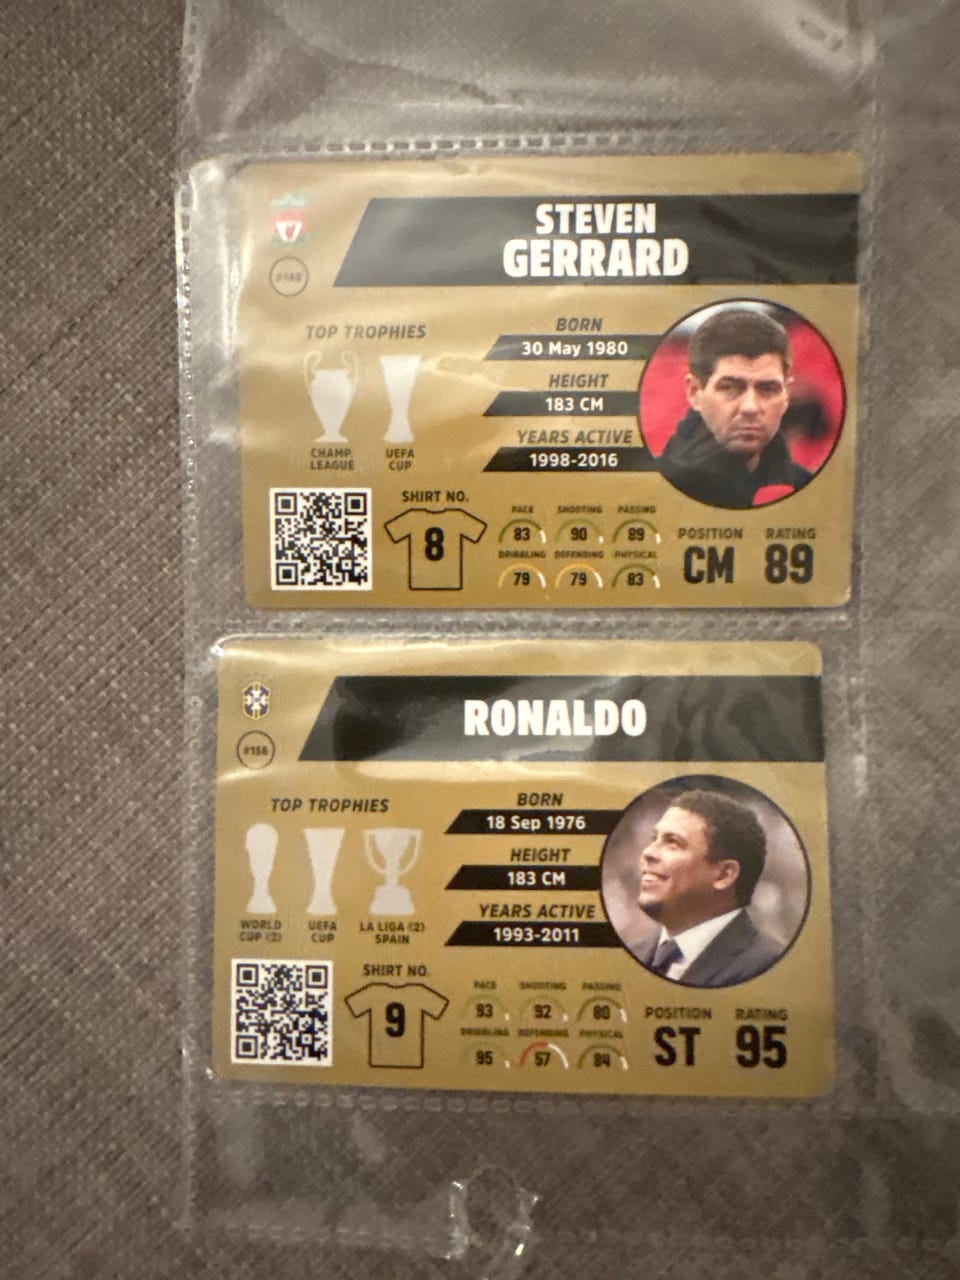 STEVEN
GERRARD
TOP TROPHIES
CHAMP.
LEAGUE
UEFA
CUP
BORN
30 May 1980
HEIGHT
183 CM
YEARS ACTIVE
1998-2016
SHIRT NO.
8
PACE SHOOTING PASSING
83 90 89
DRIBBLING DEFENDING PHYSICAL
79 79 83
POSITION
CM
RATING
89
RONALDO
#156
TOP TROPHIES
WORLD
CUP (2)
UEFA
CUP
LA LIGA (2)
SPAIN
BORN
18 Sep 1976
HEIGHT
183 CM
YEARS ACTIVE
1993-2011
SHIRT NO.
9
PACE SHOOTING PASSING
93 92 80
DRIBBLING DEFENDING PHYSICAL
95 57 84
POSITION
ST
RATING
95